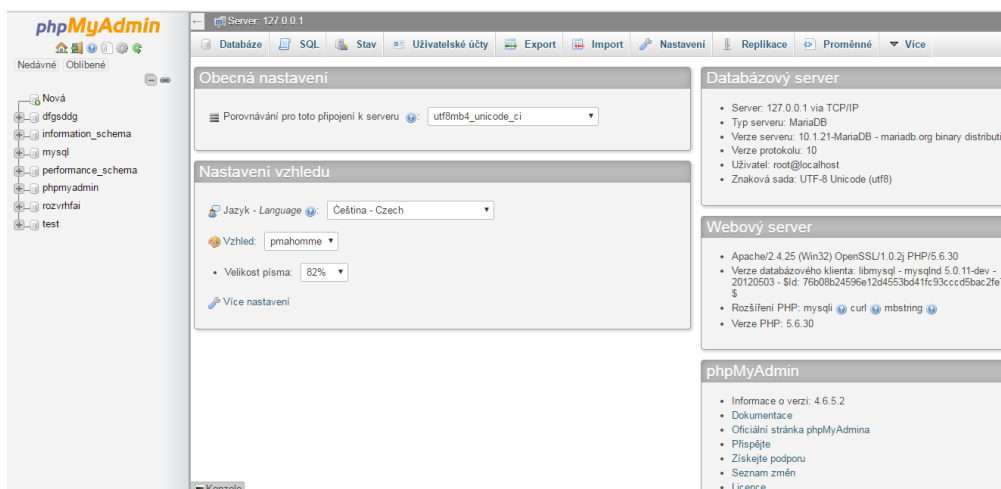 phpMyAdmin
Nedávné Oblíbené
Nová
dfgsddg
information_schema
mysql
performance_schema
phpmyadmin
rozvrhfai
test
Server: 127.0.0.1
Databáze SQL Stav Uživatelské účty Export Import Nastavení Replikace Proměnné Více
Obecná nastavení
Porovnávání pro toto připojení k serveru : utf8mb4_unicode_ci
Nastavení vzhledu
Jazyk - Language : Čeština - Czech
Vzhled: pmahomme
Velikost písma: 82%
Více nastavení
Databázový server
Server: 127.0.0.1 via TCP/IP
Typ serveru: MariaDB
Verze serveru: 10.1.21-MariaDB - mariadb.org binary distributi
Verze protokolu: 10
Uživatel: root@localhost
Znaková sada: UTF-8 Unicode (utf8)
Webový server
Apache/2.4.25 (Win32) OpenSSL/1.0.2j PHP/5.6.30
Verze databázového klienta: libmysql - mysqlnd 5.0.11-dev -
20120503 - $Id: 76b08b24596e12d4553bd41fc93cccd5bac2fe7
$
Rozšíření PHP: mysqli curl mbstring
Verze PHP: 5.6.30
phpMyAdmin
Informace o verzi: 4.6.5.2
Dokumentace
Oficiální stránka phpMyAdmina
Přispějte
Získejte podporu
Seznam změn
Licence
Konzole